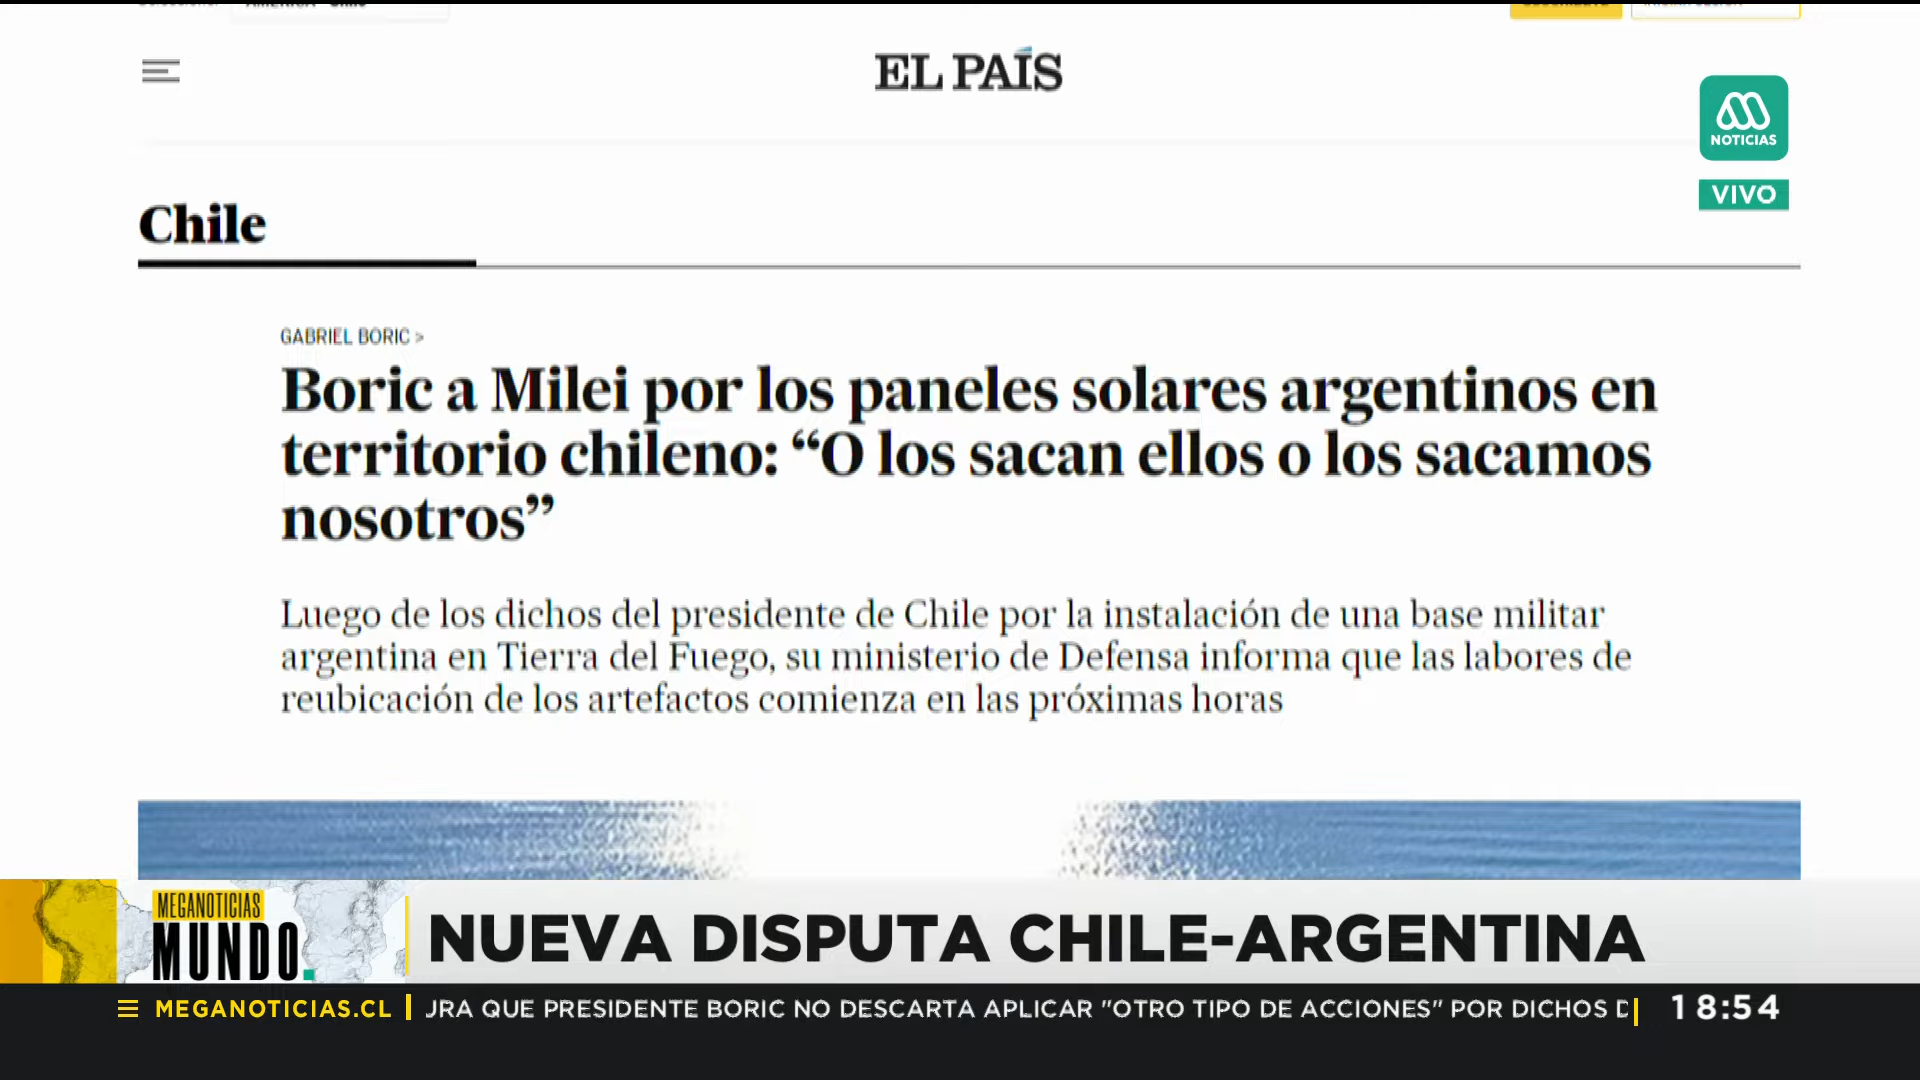 EL PAÍS
NOTICIAS
VIVO
Chile
GABRIEL BORIC >
Boric a Milei por los paneles solares argentinos en
territorio chileno: “O los sacan ellos o los sacamos
nosotros”
Luego de los dichos del presidente de Chile por la instalación de una base militar
argentina en Tierra del Fuego, su ministerio de Defensa informa que las labores de
reubicación de los artefactos comienza en las próximas horas
MEGANOTICIAS
MUNDO.
NUEVA DISPUTA CHILE-ARGENTINA
MEGANOTICIAS.CL
QUE PRESIDENTE BORIC NO DESCARTA APLICAR "OTRO TIPO DE ACCIONES" POR DICHOS
18:54